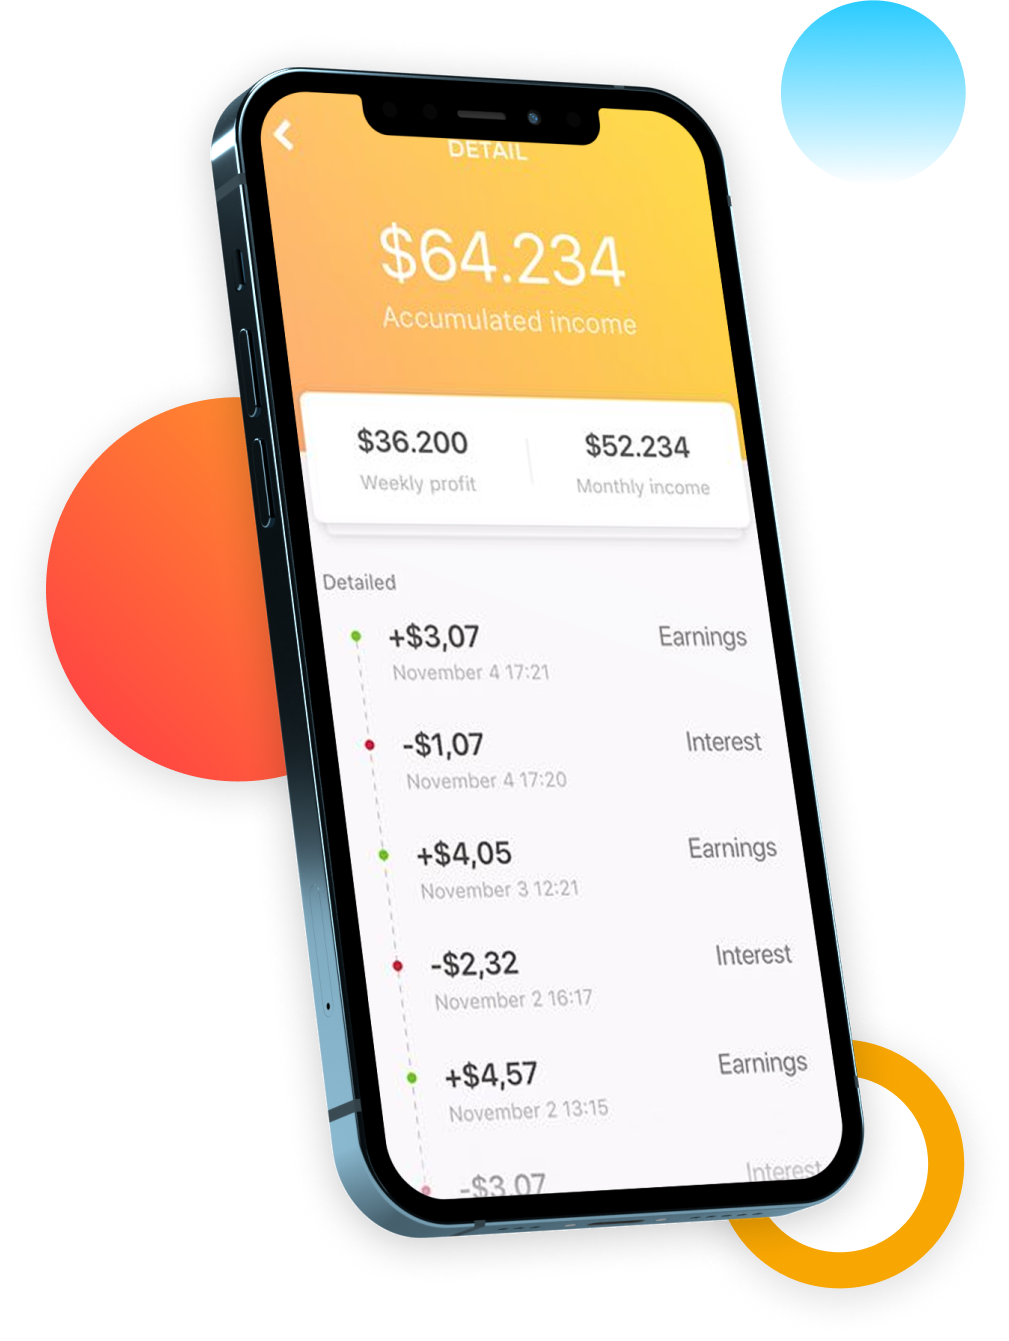 DETAIL
$64.234
Accumulated income
$36.200
$52.234
Weekly profit
Monthly income
Detailed
+$3,07
Earnings
November 4 17:21
-$1,07
Interest
November 4 17:20
+$4,05
Earnings
November 3 12:21
-$2,32
Interest
November 2 16:17
+$4,57
Earnings
November 2 13:15
-$3.07
Interest